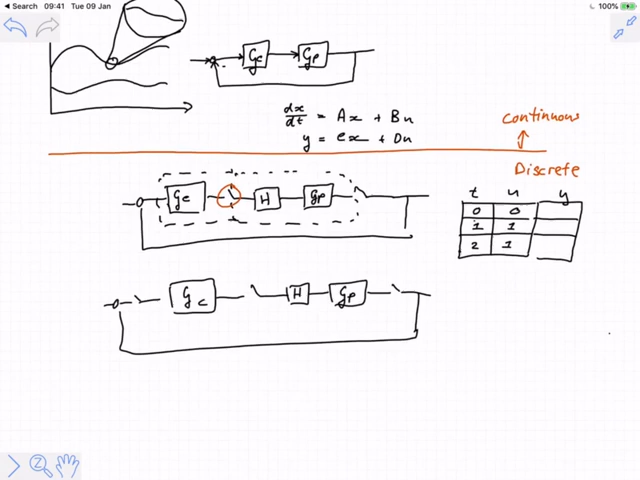 Search 09:41 Tue 09 Jan 100%
Gc Gp
dx/dt = Ax + Bu
y = Cx + Du
continuous
Discrete
Gc H Gp
t u y
0 0
1 1
2 1
Gc H Gp